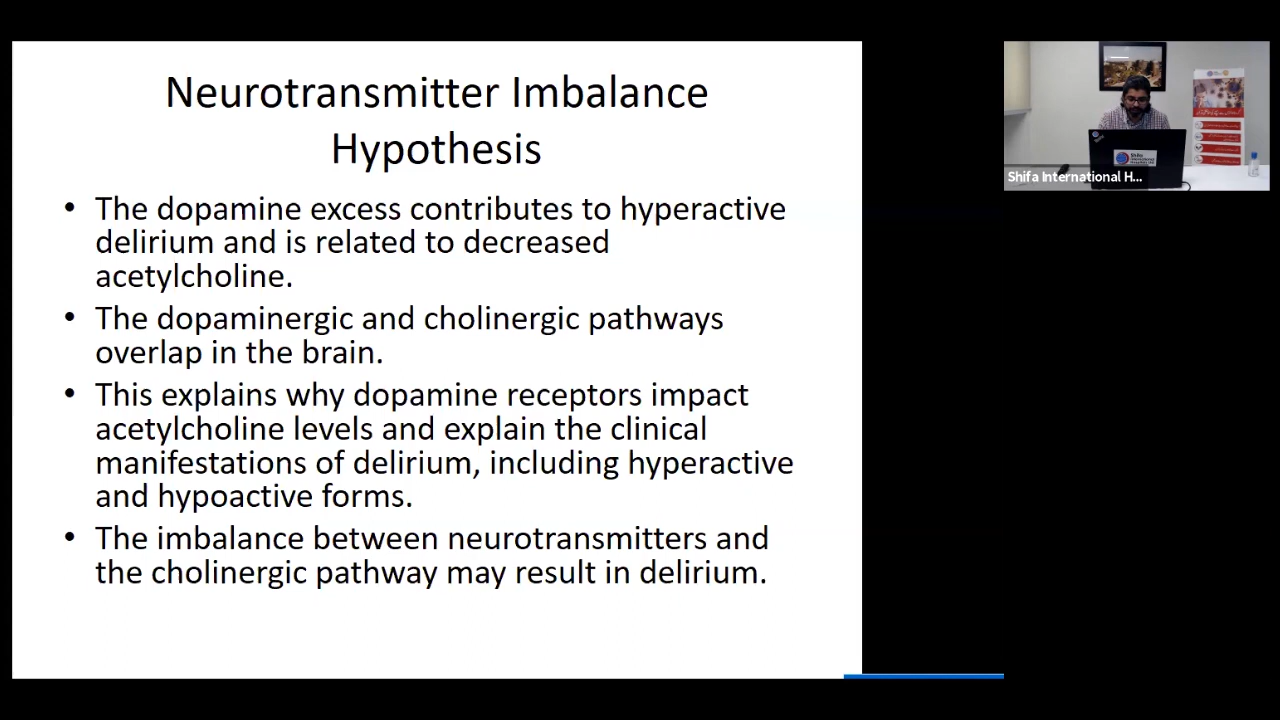 Neurotransmitter Imbalance
Hypothesis
• The dopamine excess contributes to hyperactive
delirium and is related to decreased
acetylcholine.
• The dopaminergic and cholinergic pathways
overlap in the brain.
• This explains why dopamine receptors impact
acetylcholine levels and explain the clinical
manifestations of delirium, including hyperactive
and hypoactive forms.
• The imbalance between neurotransmitters and
the cholinergic pathway may result in delirium.
Shifa
International
Shifa International H...